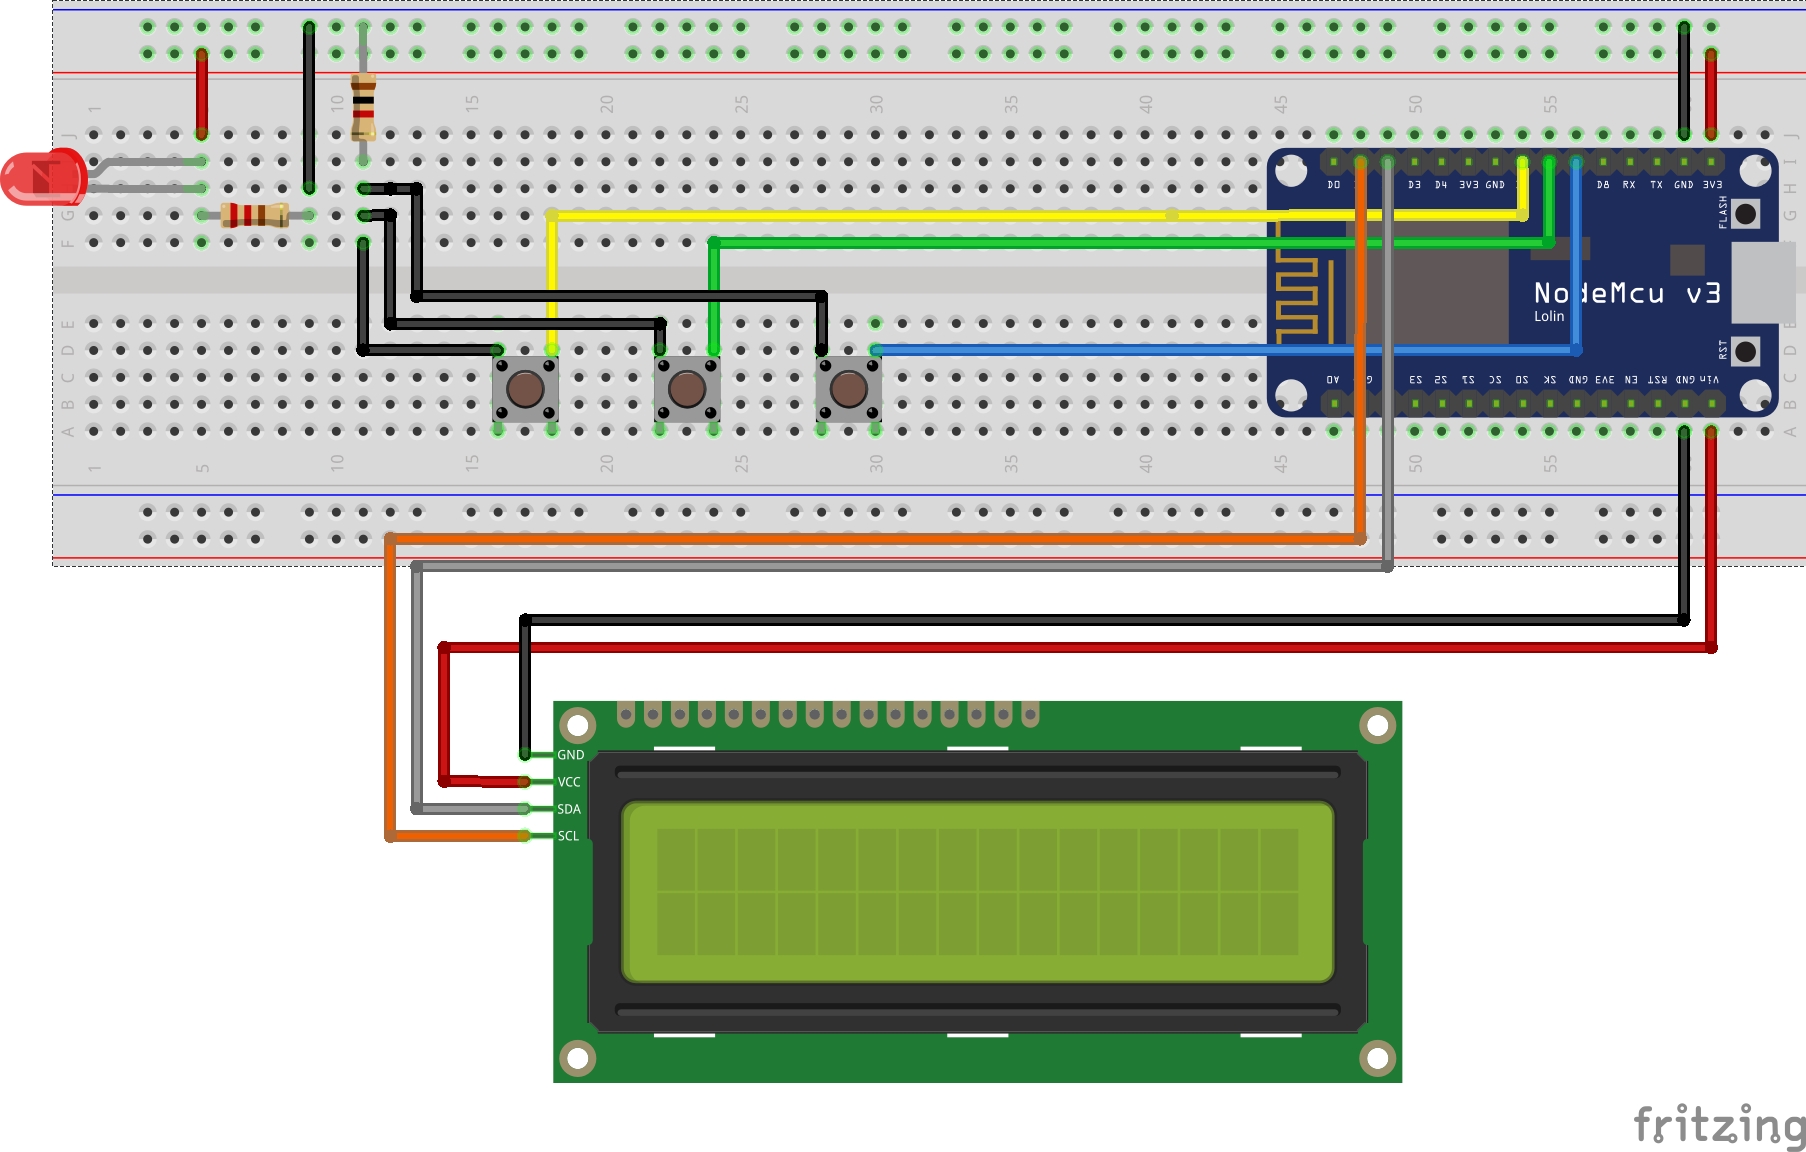 1 10 15 20 25 30 35 40 45 50 55
J
I
D0 D3 D4 3V3 GND D8 RX TX GND 3V3
H
FLASH
G G
F
NodeMcu v3
Lolin
E
RST
D D
C C
A0 G S3 S2 S1 SC SO SK GND 3V3 EN RST GND Vin
B B
A A
1 5 10 15 20 25 30 35 40 45 50 55
GND
VCC
SDA
SCL
fritzing